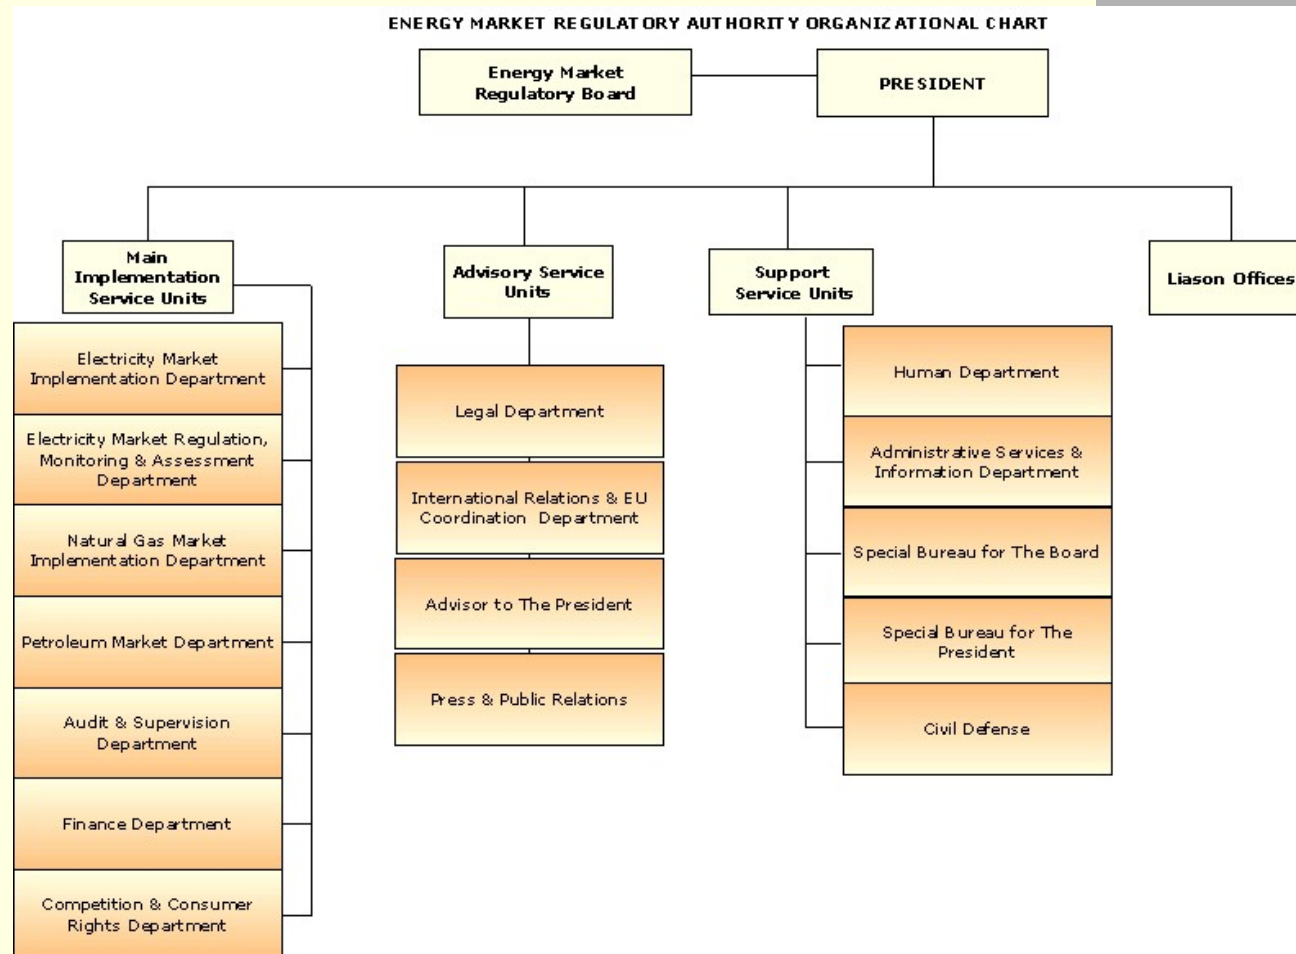 ENERGY MARKET REGULATORY AUTHORITY ORGANIZATIONAL CHART
Energy Market
Regulatory Board
PRESIDENT
Main
Implementation
Service Units
Advisory Service
Units
Support
Service Units
Liason Offices
Electricity Market
Implementation Department
Electricity Market Regulation,
Monitoring & Assessment
Department
Natural Gas Market
Implementation Department
Petroleum Market Department
Audit & Supervision
Department
Finance Department
Competition & Consumer
Rights Department
Legal Department
International Relations & EU
Coordination Department
Advisor to The President
Press & Public Relations
Human Department
Administrative Services &
Information Department
Special Bureau for The Board
Special Bureau for The
President
Civil Defense